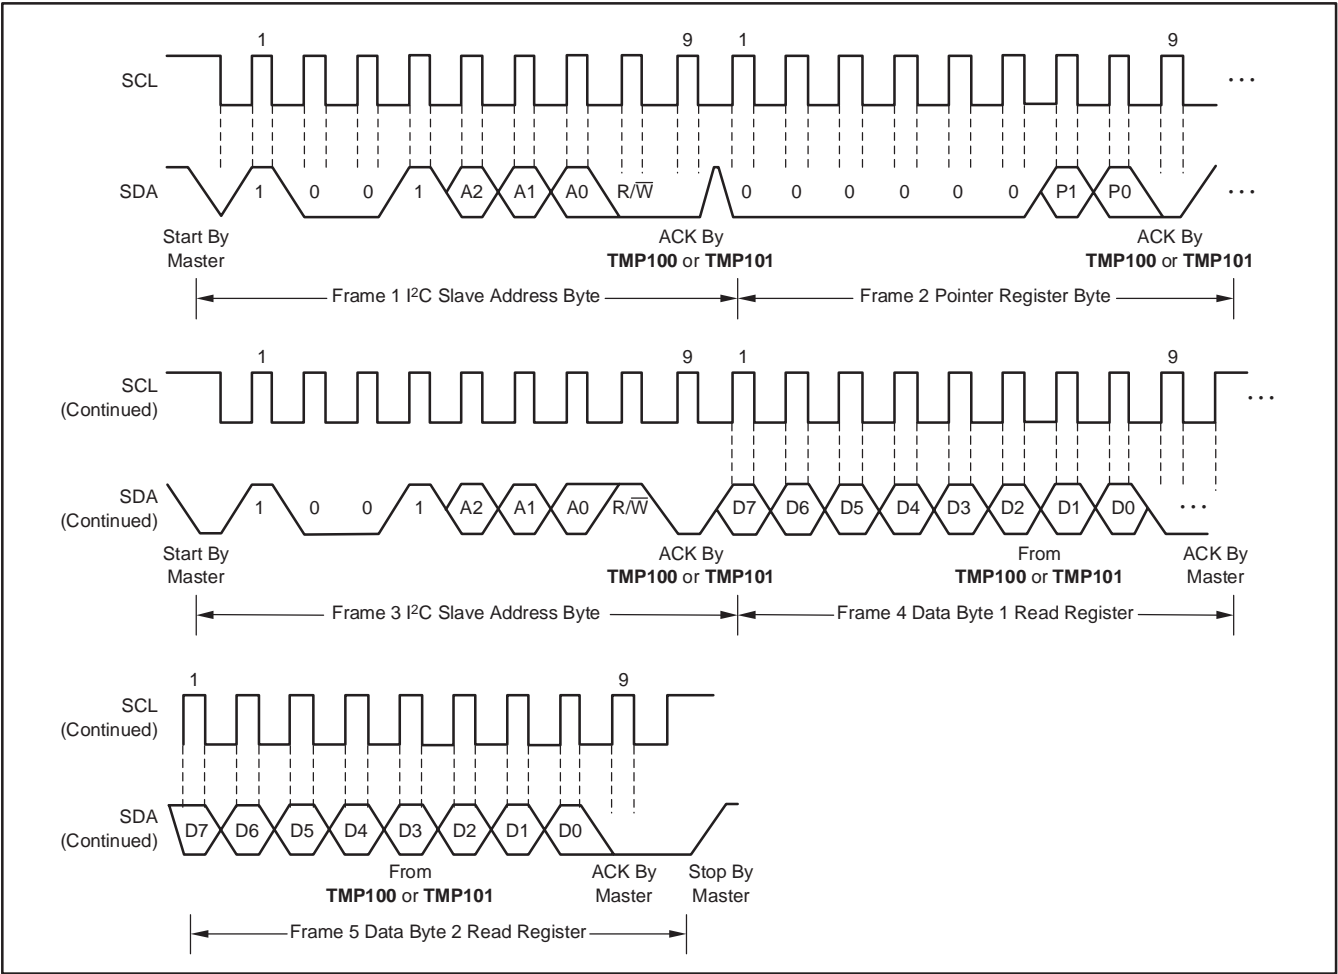 1 9 1 9
SCL ...
SDA 1 0 0 1 A2 A1 A0 R/W̅ 0 0 0 0 0 0 P1 P0 ...
Start By ACK By ACK By
Master TMP100 or TMP101 TMP100 or TMP101
Frame 1 I²C Slave Address Byte Frame 2 Pointer Register Byte
1 9 1 9
SCL
(Continued) ...
SDA
(Continued) 1 0 0 1 A2 A1 A0 R/W̅ D7 D6 D5 D4 D3 D2 D1 D0 ...
Start By ACK By From ACK By
Master TMP100 or TMP101 TMP100 or TMP101 Master
Frame 3 I²C Slave Address Byte Frame 4 Data Byte 1 Read Register
1 9
SCL
(Continued)
SDA
(Continued) D7 D6 D5 D4 D3 D2 D1 D0
From ACK By Stop By
TMP100 or TMP101 Master Master
Frame 5 Data Byte 2 Read Register